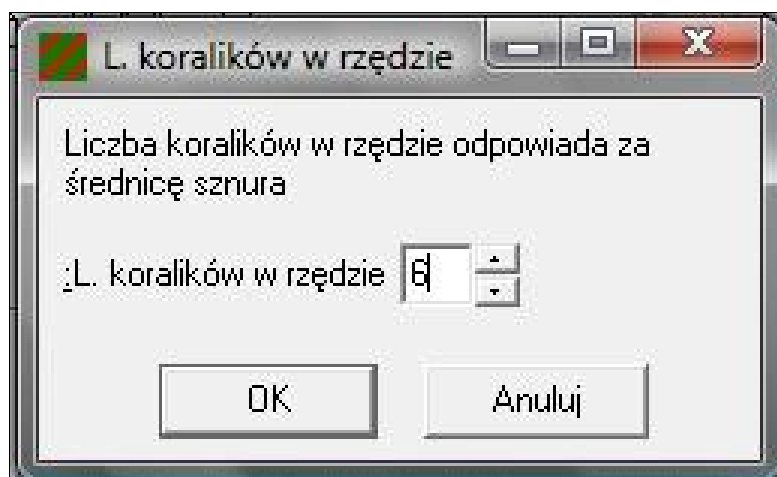 L. koralików w rzędzie
Liczba koralików w rzędzie odpowiada za
średnicę sznura
:L. koralików w rzędzie 6
OK Anuluj